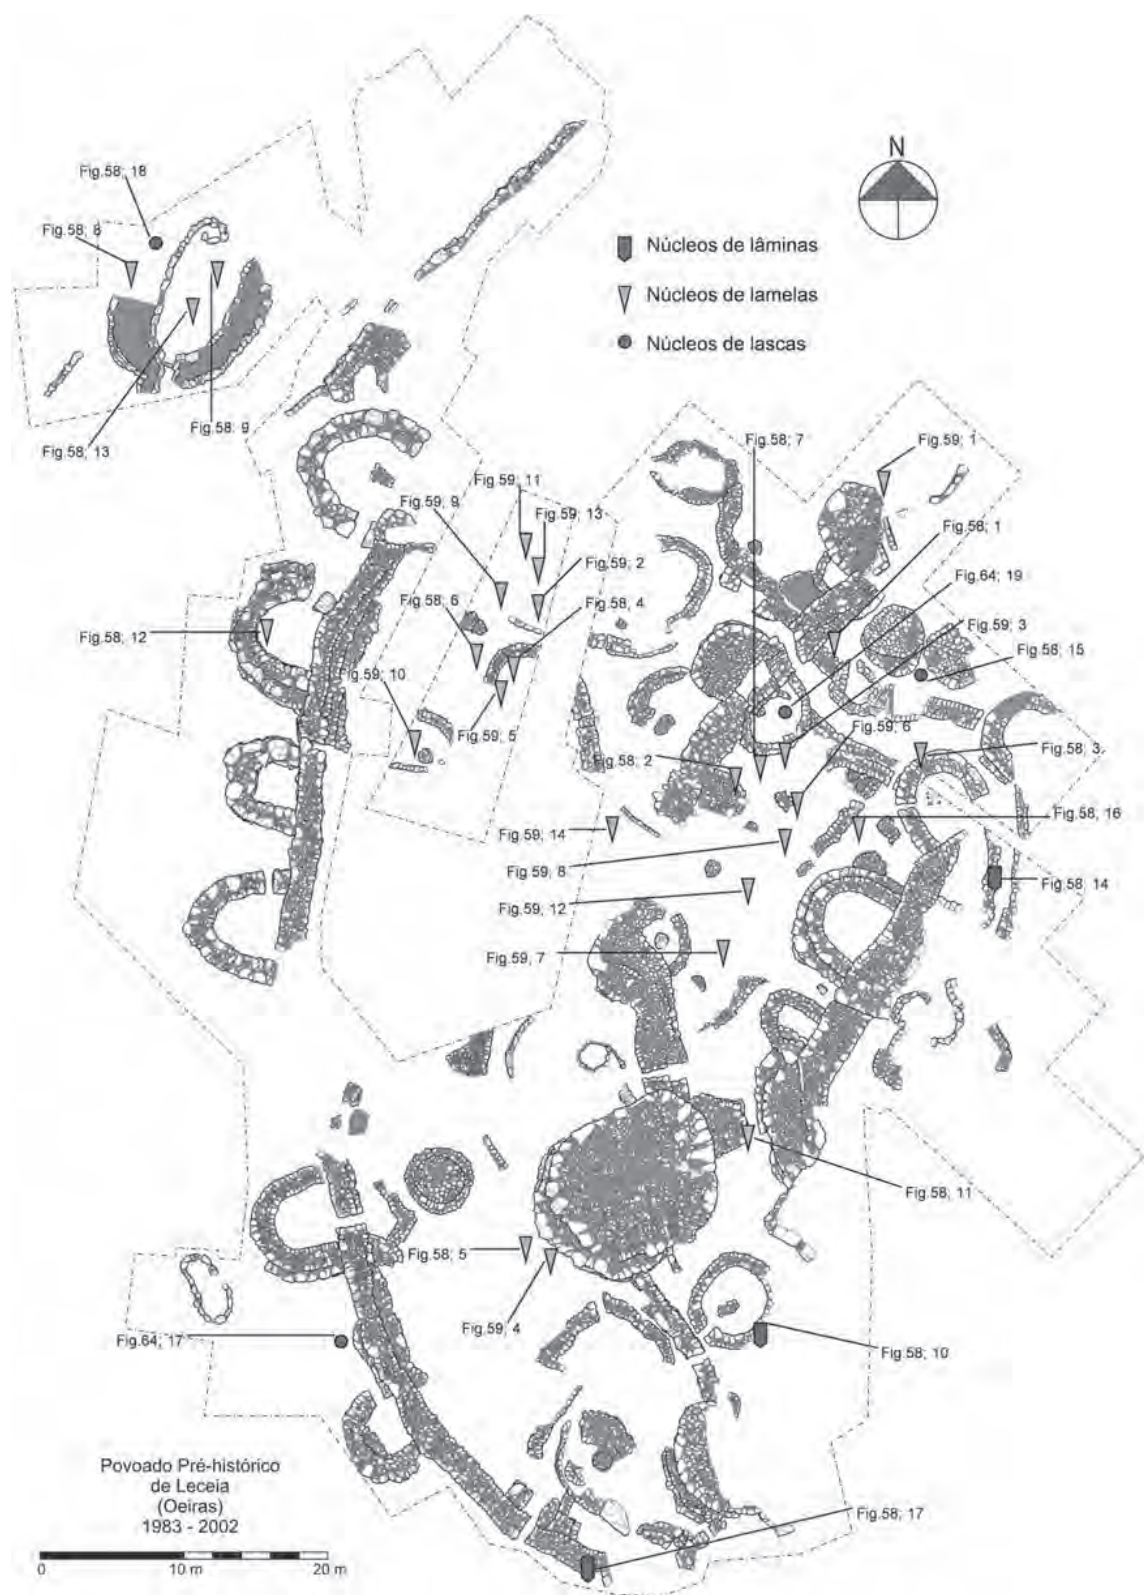 N
Núcleos de lâminas
Núcleos de lamelas
Núcleos de lascas
Fig.58; 18
Fig.58; 8
Fig.58; 9
Fig.58; 13
Fig.58; 7
Fig.59; 1
Fig.59; 11
Fig.59; 9
Fig.59; 13
Fig.58; 1
Fig.59; 2
Fig.64; 19
Fig.58; 6
Fig.58; 4
Fig.59; 3
Fig.58; 12
Fig.58; 15
Fig.59; 10
Fig.59; 6
Fig.59; 5
Fig.58; 2
Fig.58; 3
Fig.58; 16
Fig.59; 14
Fig.59; 8
Fig.58; 14
Fig.59; 12
Fig.59; 7
Fig.58; 11
Fig.58; 5
Fig.59; 4
Fig.64; 17
Fig.58; 10
Povoado Pré-histórico
de Leceia
(Oeiras)
1983 - 2002
Fig.58; 17
0 10 m 20 m